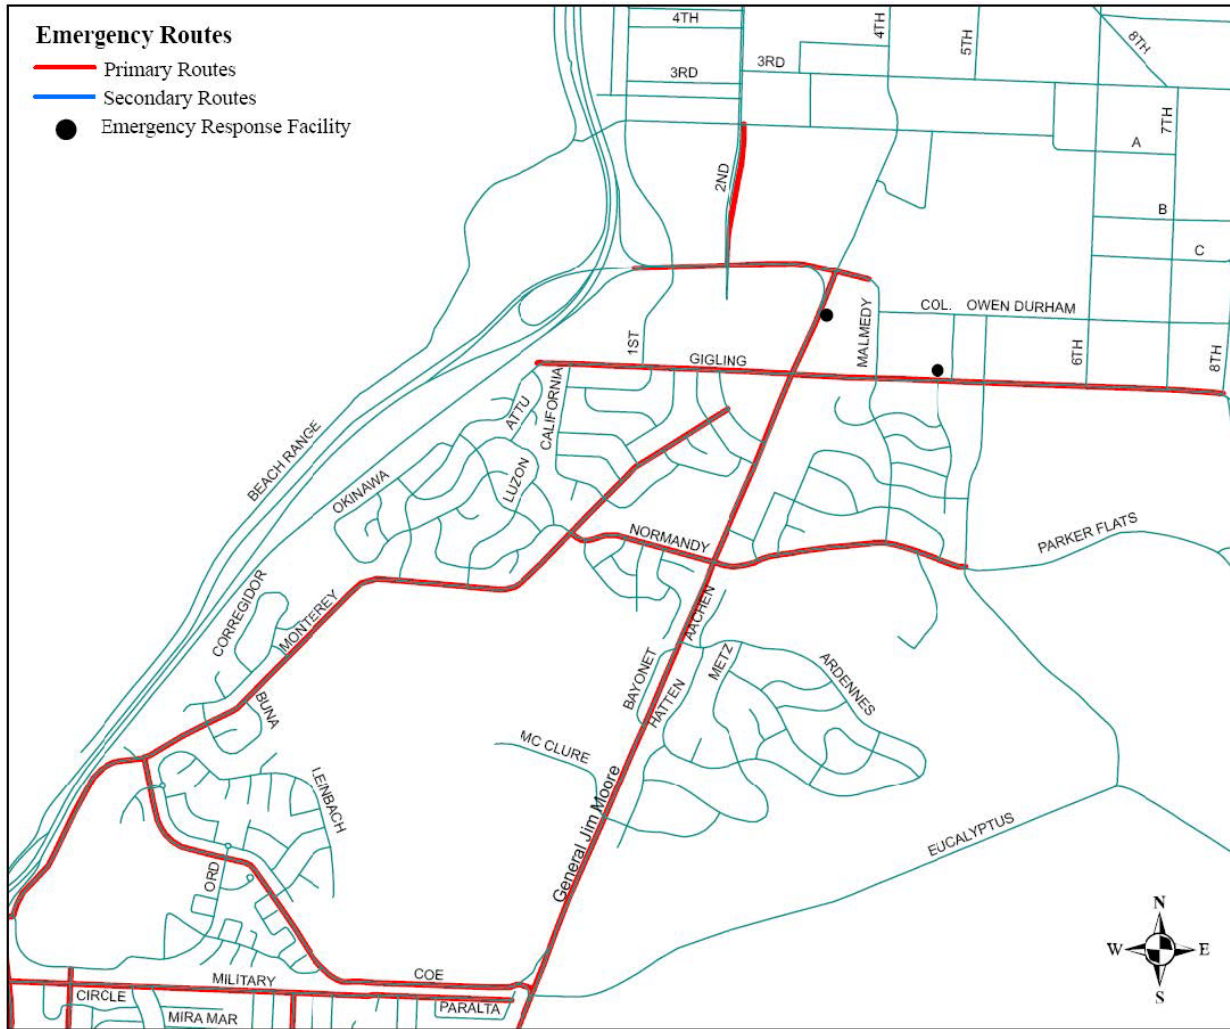 Emergency Routes
Primary Routes
Secondary Routes
Emergency Response Facility
4TH
4TH
5TH
8TH
3RD
3RD
7TH
A
2ND
B
C
COL. OWEN DURHAM
MALMEDY
1ST
GIGLING
6TH
8TH
CALIFORNIA
ATTU
BEACH RANGE
LUZON
OKINAWA
NORMANDY
PARKER FLATS
CORREGIDOR
MONTEREY
AACHEN
BAYONET
METZ
ARDENNES
HATTEN
BUNA
MC CLURE
LEINBACH
General Jim Moore
EUCALYPTUS
ORD
N
W E
S
MILITARY
COE
CIRCLE
PARALTA
MIRA MAR